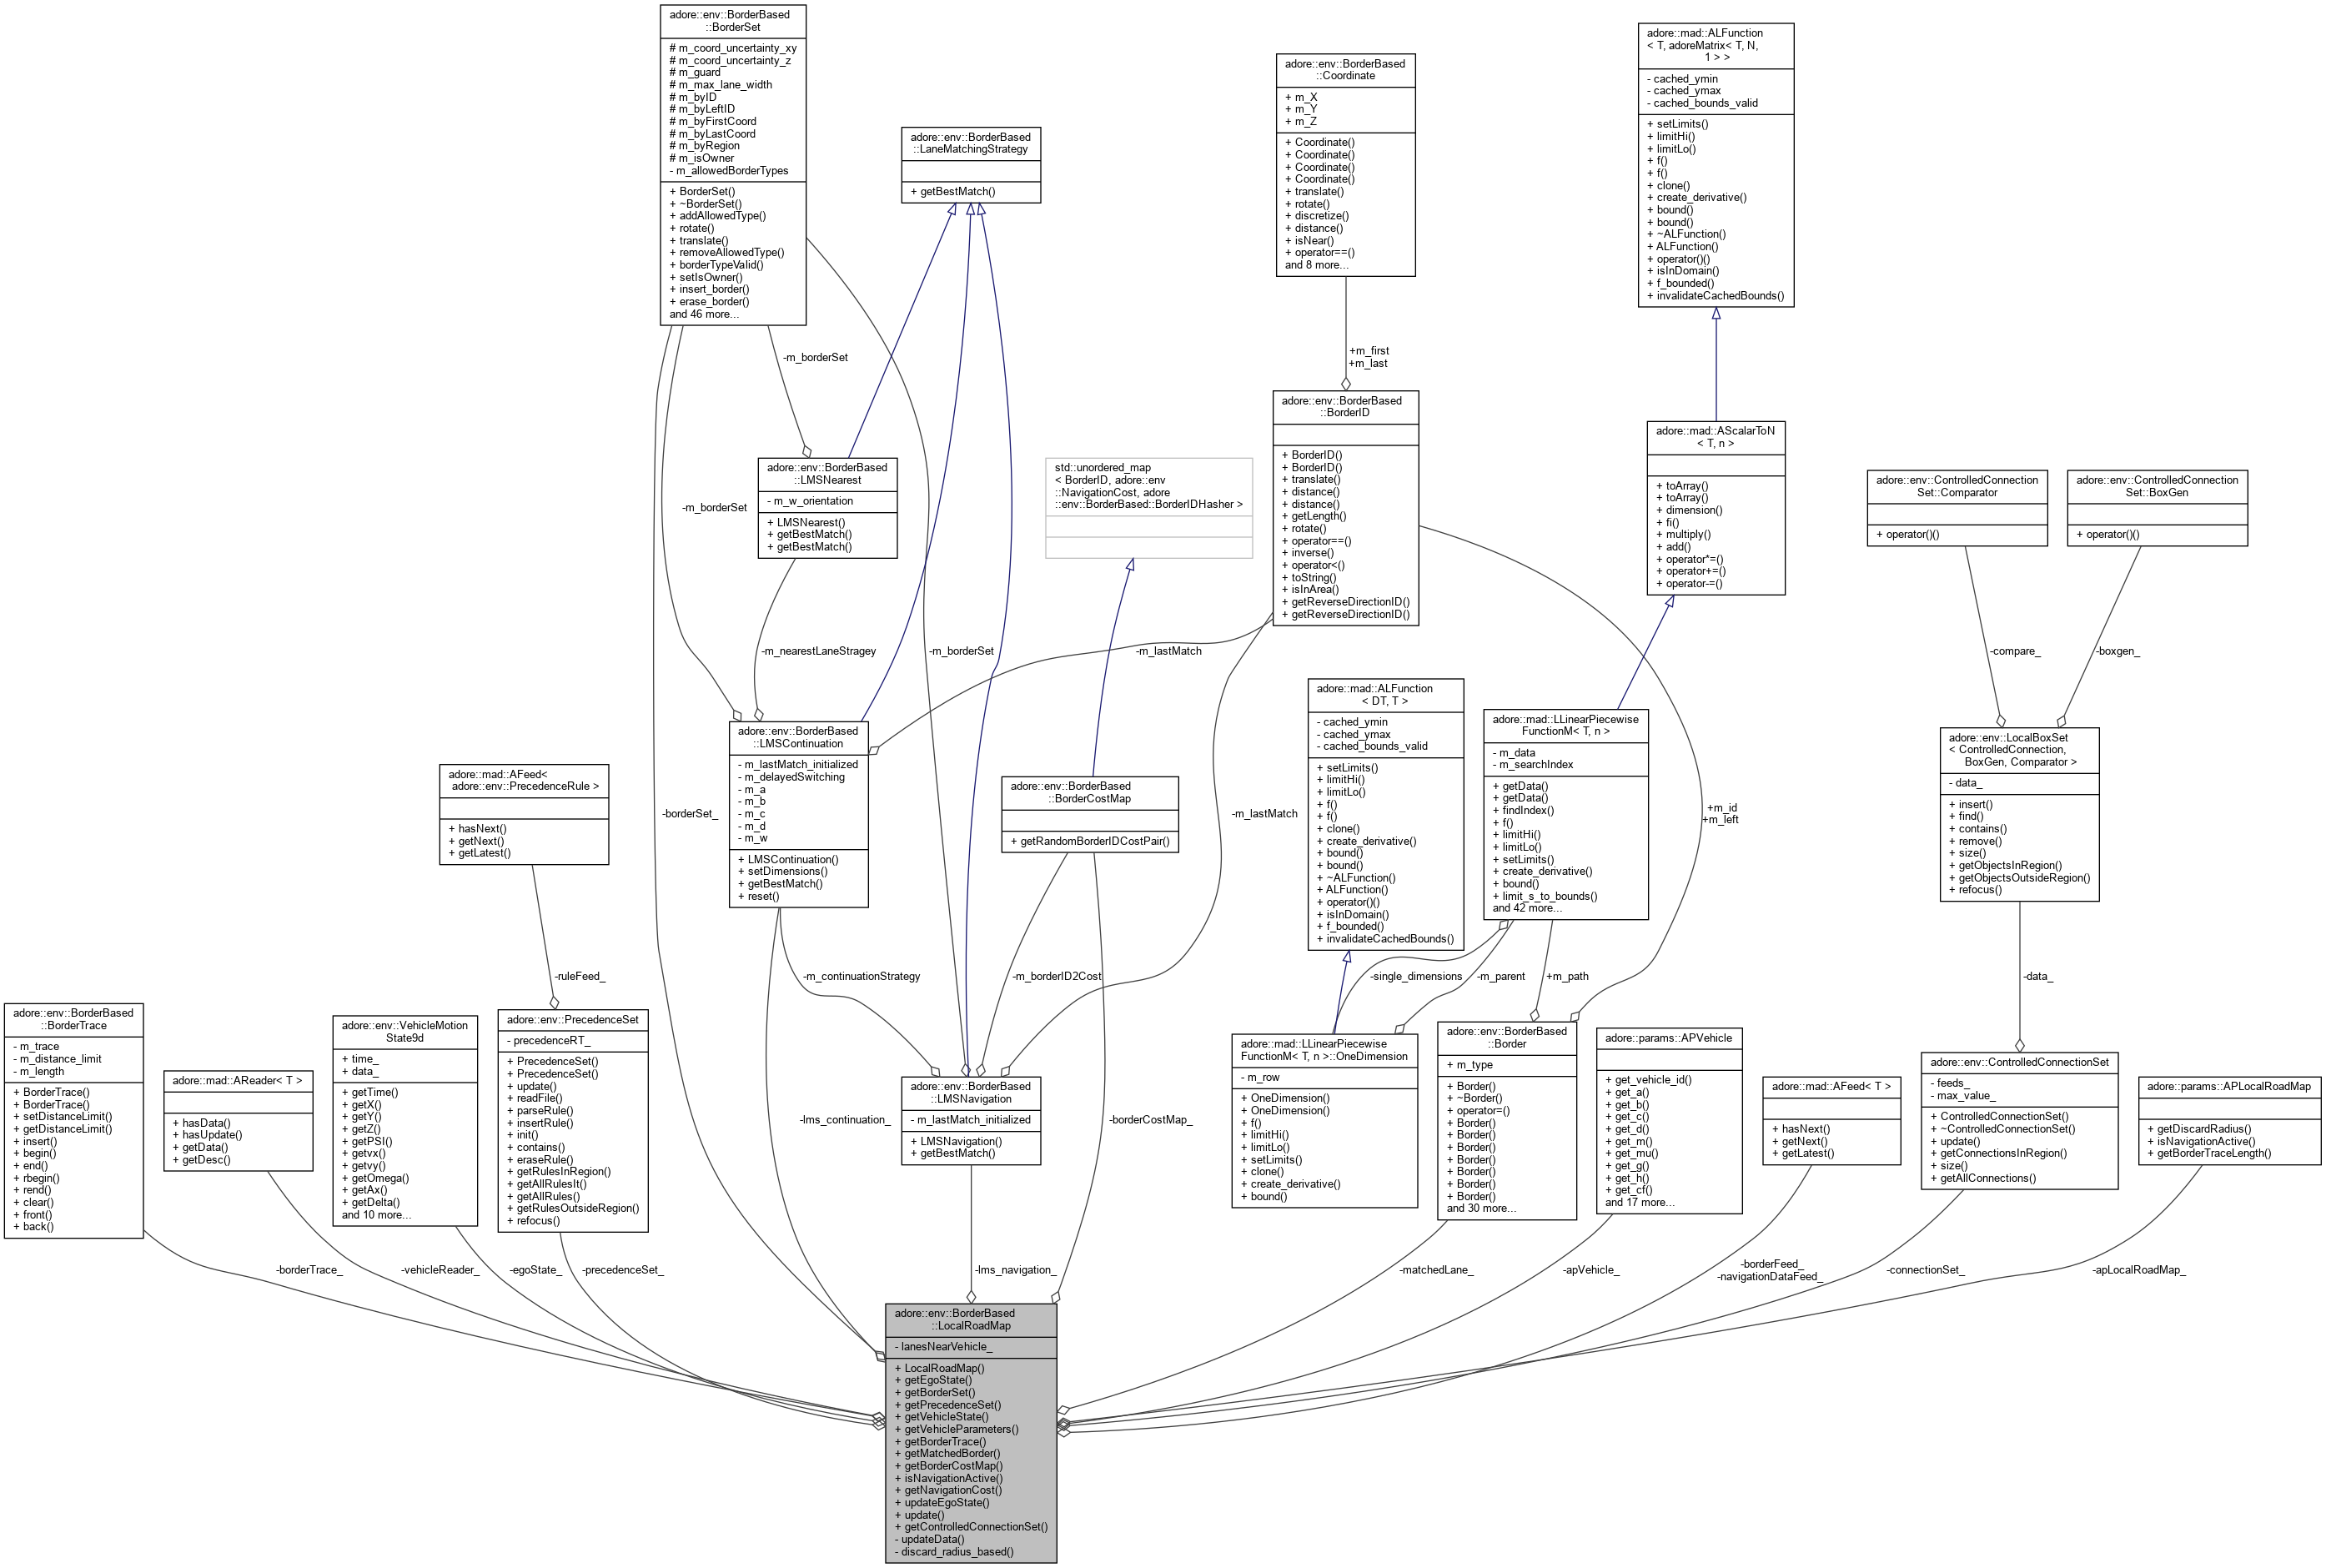 adore::env::BorderBased
::BorderSet
# m_coord_uncertainty_xy
# m_coord_uncertainty_z
# m_guard
# m_max_lane_width
# m_byID
# m_byLeftID
# m_byFirstCoord
# m_byLastCoord
# m_byRegion
# m_isOwner
- m_allowedBorderTypes
+ BorderSet()
+ ~BorderSet()
+ addAllowedType()
+ rotate()
+ translate()
+ removeAllowedType()
+ borderTypeValid()
+ setIsOwner()
+ insert_border()
+ erase_border()
and 46 more...
adore::env::BorderBased
::LaneMatchingStrategy
+ getBestMatch()
adore::env::BorderBased
::Coordinate
+ m_X
+ m_Y
+ m_Z
+ Coordinate()
+ Coordinate()
+ Coordinate()
+ Coordinate()
+ translate()
+ rotate()
+ discretize()
+ distance()
+ isNear()
+ operator==()
and 8 more...
adore::mad::ALFunction
< T, adoreMatrix< T, N,
1 > >
- cached_ymin
- cached_ymax
- cached_bounds_valid
+ setLimits()
+ limitHi()
+ limitLo()
+ f()
+ f()
+ clone()
+ create_derivative()
+ bound()
+ bound()
+ ~ALFunction()
+ ALFunction()
+ operator()()
+ isInDomain()
+ f_bounded()
+ invalidateCachedBounds()
-m_borderSet
+m_first
+m_last
adore::env::BorderBased
::LMSNearest
- m_w_orientation
+ LMSNearest()
+ getBestMatch()
+ getBestMatch()
std::unordered_map
< BorderID, adore::env
::NavigationCost, adore
::env::BorderBased::BorderIDHasher >
adore::env::BorderBased
::BorderID
+ BorderID()
+ BorderID()
+ translate()
+ distance()
+ distance()
+ getLength()
+ rotate()
+ operator==()
+ inverse()
+ operator<()
+ toString()
+ isInArea()
+ getReverseDirectionID()
+ getReverseDirectionID()
adore::mad::AScalarToN
< T, n >
+ toArray()
+ toArray()
+ dimension()
+ fi()
+ multiply()
+ add()
+ operator*=()
+ operator+=()
+ operator-=()
adore::env::ControlledConnection
Set::Comparator
+ operator()()
adore::env::ControlledConnection
Set::BoxGen
+ operator()()
-m_borderSet
-m_nearestLaneStragey
-m_borderSet
-m_lastMatch
-compare_
-boxgen_
adore::env::BorderBased
::LMSContinuation
- m_lastMatch_initialized
- m_delayedSwitching
- m_a
- m_b
- m_c
- m_d
- m_w
+ LMSContinuation()
+ setDimensions()
+ getBestMatch()
+ reset()
adore::mad::ALFunction
< DT, T >
- cached_ymin
- cached_ymax
- cached_bounds_valid
+ setLimits()
+ limitHi()
+ limitLo()
+ f()
+ f()
+ clone()
+ create_derivative()
+ bound()
+ bound()
+ ~ALFunction()
+ ALFunction()
+ operator()()
+ isInDomain()
+ f_bounded()
+ invalidateCachedBounds()
adore::mad::LLinearPiecewise
FunctionM< T, n >
- m_data
- m_searchIndex
+ getData()
+ getData()
+ findIndex()
+ f()
+ limitHi()
+ limitLo()
+ setLimits()
+ create_derivative()
+ bound()
+ limit_s_to_bounds()
and 42 more...
adore::env::LocalBoxSet
< ControlledConnection,
BoxGen, Comparator >
- data_
+ insert()
+ find()
+ contains()
+ remove()
+ size()
+ getObjectsInRegion()
+ getObjectsOutsideRegion()
+ refocus()
adore::mad::AFeed<
adore::env::PrecedenceRule >
+ hasNext()
+ getNext()
+ getLatest()
-borderSet_
adore::env::BorderBased
::BorderCostMap
+ getRandomBorderIDCostPair()
-m_lastMatch
+m_id
+m_left
-ruleFeed_
-m_continuationStrategy
-m_borderID2Cost
-single_dimensions
-m_parent
+m_path
-data_
adore::env::BorderBased
::BorderTrace
- m_trace
- m_distance_limit
- m_length
+ BorderTrace()
+ BorderTrace()
+ setDistanceLimit()
+ getDistanceLimit()
+ insert()
+ begin()
+ end()
+ rbegin()
+ rend()
+ clear()
+ front()
+ back()
adore::mad::AReader< T >
+ hasData()
+ hasUpdate()
+ getData()
+ getDesc()
adore::env::VehicleMotion
State9d
+ time_
+ data_
+ getTime()
+ getX()
+ getY()
+ getZ()
+ getPSI()
+ getvx()
+ getvy()
+ getOmega()
+ getAx()
+ getDelta()
and 10 more...
adore::env::PrecedenceSet
- precedenceRT_
+ PrecedenceSet()
+ PrecedenceSet()
+ update()
+ readFile()
+ parseRule()
+ insertRule()
+ init()
+ contains()
+ eraseRule()
+ getRulesInRegion()
+ getAllRulesIt()
+ getAllRules()
+ getRulesOutsideRegion()
+ refocus()
-lms_continuation_
adore::env::BorderBased
::LMSNavigation
- m_lastMatch_initialized
+ LMSNavigation()
+ getBestMatch()
-borderCostMap_
adore::mad::LLinearPiecewise
FunctionM< T, n >::OneDimension
- m_row
+ OneDimension()
+ OneDimension()
+ f()
+ limitHi()
+ limitLo()
+ setLimits()
+ clone()
+ create_derivative()
+ bound()
adore::env::BorderBased
::Border
+ m_type
+ Border()
+ ~Border()
+ operator=()
+ Border()
+ Border()
+ Border()
+ Border()
+ Border()
+ Border()
+ Border()
and 30 more...
adore::params::APVehicle
+ get_vehicle_id()
+ get_a()
+ get_b()
+ get_c()
+ get_d()
+ get_m()
+ get_mu()
+ get_g()
+ get_h()
+ get_cf()
and 17 more...
adore::mad::AFeed< T >
+ hasNext()
+ getNext()
+ getLatest()
adore::env::ControlledConnectionSet
- feeds_
- max_value_
+ ControlledConnectionSet()
+ ~ControlledConnectionSet()
+ update()
+ getConnectionsInRegion()
+ size()
+ getAllConnections()
adore::params::APLocalRoadMap
+ getDiscardRadius()
+ isNavigationActive()
+ getBorderTraceLength()
-borderTrace_
-vehicleReader_
-egoState_
-precedenceSet_
-lms_navigation_
-matchedLane_
-apVehicle_
-borderFeed_
-navigationDataFeed_
-connectionSet_
-apLocalRoadMap_
adore::env::BorderBased
::LocalRoadMap
- lanesNearVehicle_
+ LocalRoadMap()
+ getEgoState()
+ getBorderSet()
+ getPrecedenceSet()
+ getVehicleState()
+ getVehicleParameters()
+ getBorderTrace()
+ getMatchedBorder()
+ getBorderCostMap()
+ isNavigationActive()
+ getNavigationCost()
+ updateEgoState()
+ update()
+ getControlledConnectionSet()
- updateData()
- discard_radius_based()